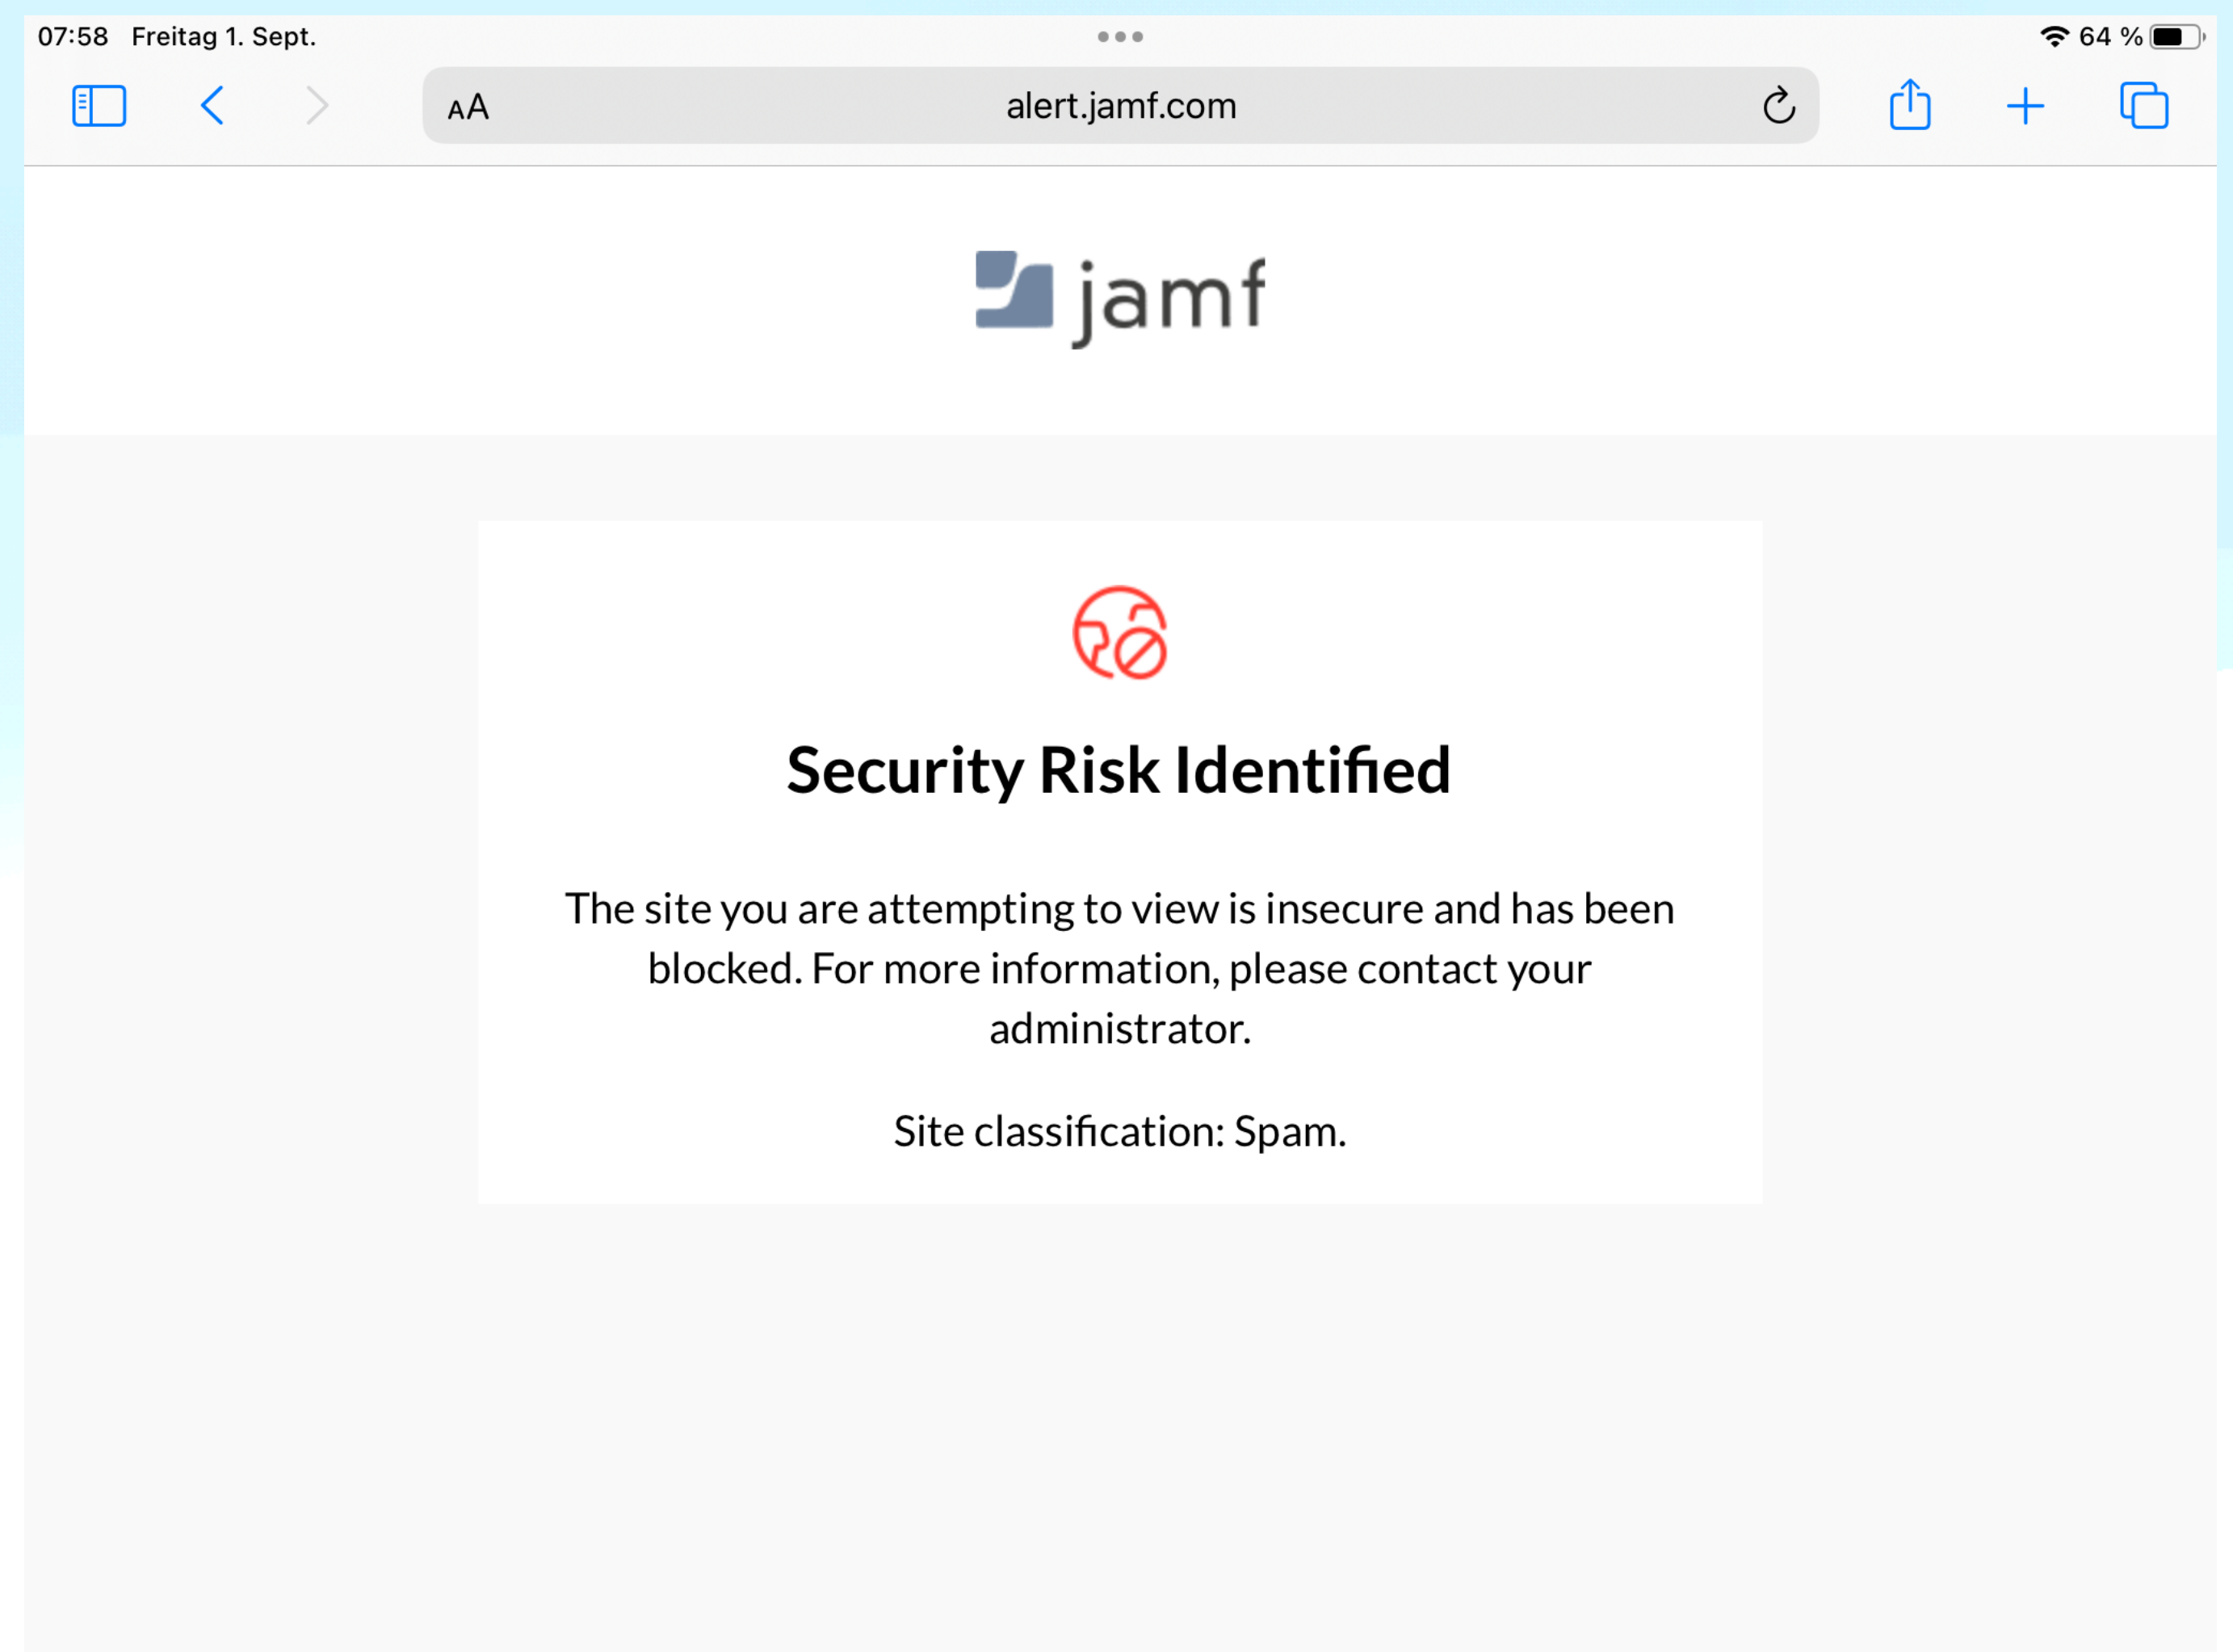 07:58 Freitag 1. Sept.
64 %
AA
alert.jamf.com
jamf
Security Risk Identified
The site you are attempting to view is insecure and has been
blocked. For more information, please contact your
administrator.
Site classification: Spam.